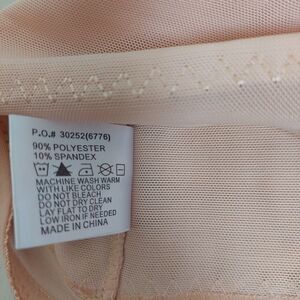 P.O.# 30252(6776)
90% POLYESTER
10% SPANDEX
MACHINE WASH WARM
WITH LIKE COLORS
DO NOT BLEACH
DO NOT DRY CLEAN
LAY FLAT TO DRY
LOW IRON IF NEEDED
MADE IN CHINA